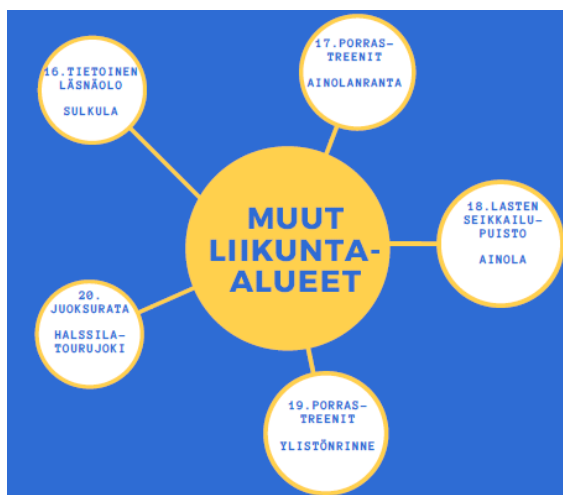 MUUT
LIIKUNTA-
ALUEET
16.TIETOINEN
LÄSNÄOLO
SULKULA
17.PORRAS-
TREENIT
AINOLANRANTA
18.LASTEN
SEIKKAILU-
PUISTO
AINOLA
19.PORRAS-
TREENIT
YLISTÖNRINNE
20.
JUOKSURATA
HALSSILA-
TOURUJOKI